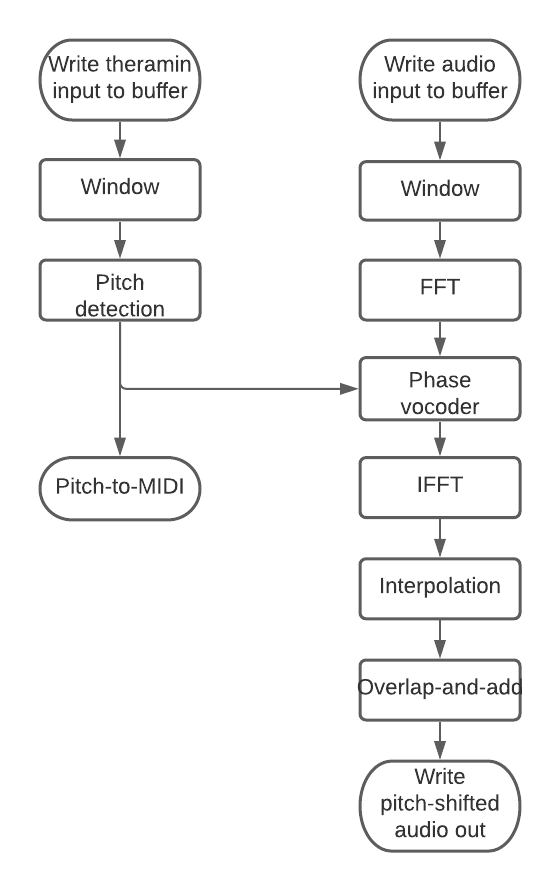 Write theramin
input to buffer
Window
Pitch
detection
Pitch-to-MIDI
Write audio
input to buffer
Window
FFT
Phase
vocoder
IFFT
Interpolation
Overlap-and-add
Write
pitch-shifted
audio out